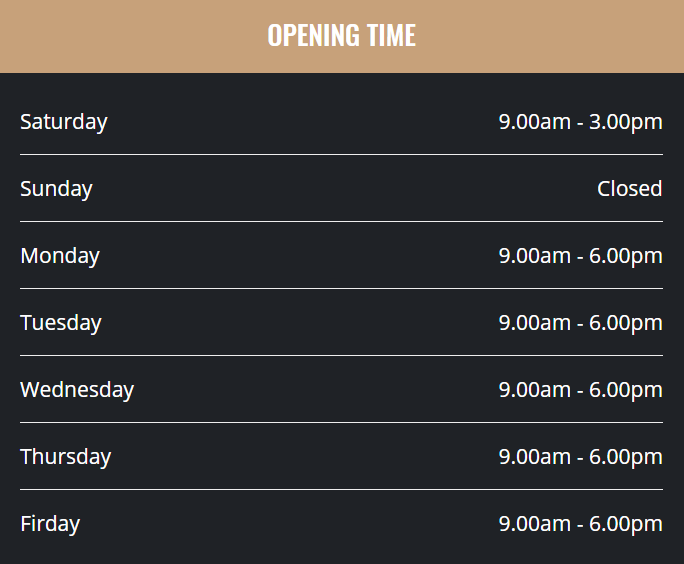 OPENING TIME
Saturday 9.00am - 3.00pm
Sunday Closed
Monday 9.00am - 6.00pm
Tuesday 9.00am - 6.00pm
Wednesday 9.00am - 6.00pm
Thursday 9.00am - 6.00pm
Firday 9.00am - 6.00pm